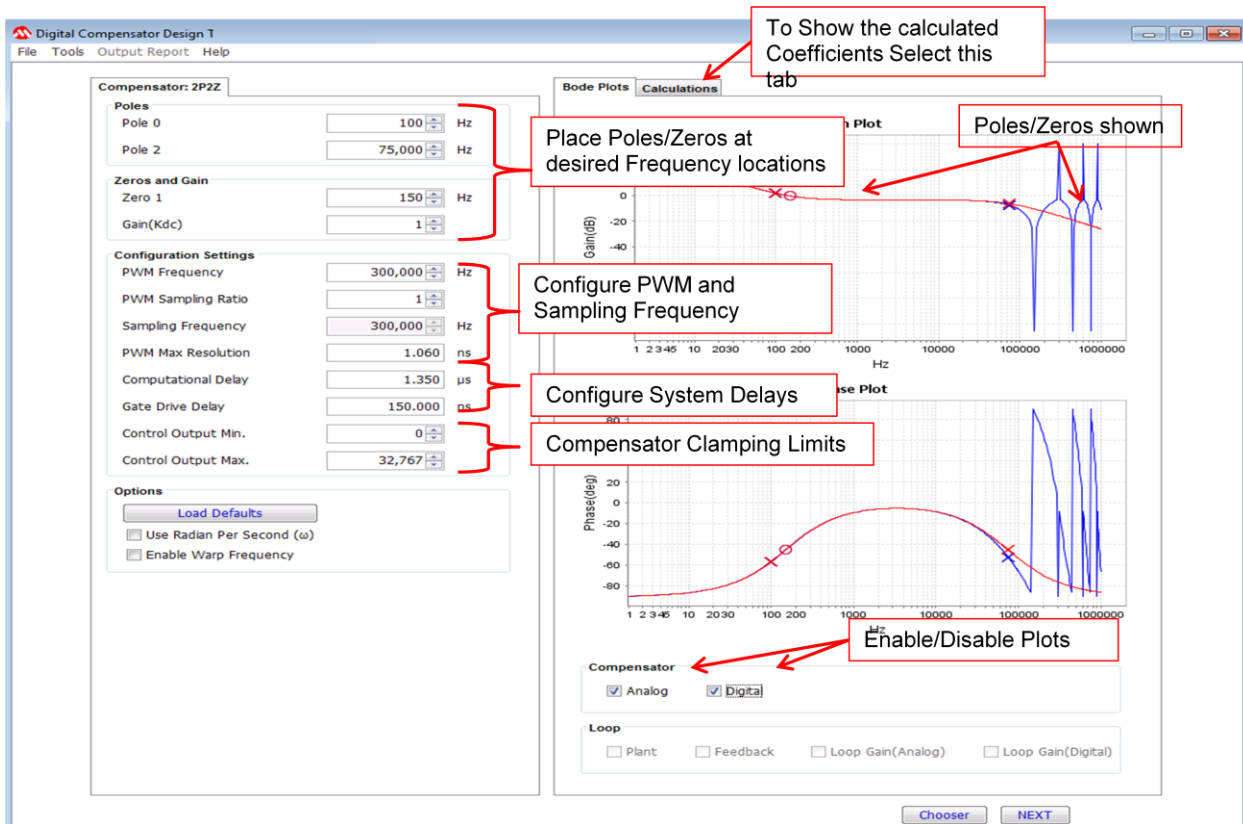 Digital Compensator Design T
File Tools Output Report Help
To Show the calculated
Coefficients Select this
tab
Compensator: 2P2Z
Poles
Pole 0 100 Hz
Pole 2 75,000 Hz
Zeros and Gain
Zero 1 150 Hz
Gain(Kdc) 1
Configuration Settings
PWM Frequency 300,000 Hz
PWM Sampling Ratio 1
Sampling Frequency 300,000 Hz
PWM Max Resolution 1.060 ns
Computational Delay 1.350 µs
Gate Drive Delay 150.000 ns
Control Output Min. 0
Control Output Max. 32,767
Options
Load Defaults
Use Radian Per Second (ω)
Enable Warp Frequency
Place Poles/Zeros at
desired Frequency locations
Configure PWM and
Sampling Frequency
Configure System Delays
Compensator Clamping Limits
Bode Plots Calculations
Plot
Poles/Zeros shown
0
-20
-40
Gain(dB)
1 2 3 4 5 10 20 30 100 200 1000 10000 100000 1000000
Hz
Plot
80
20
0
-20
-40
-60
-80
Phase(deg)
1 2 3 4 5 10 20 30 100 200 1000 10000 100000 1000000
Hz
Enable/Disable Plots
Compensator
Analog Digital
Loop
Plant Feedback Loop Gain(Analog) Loop Gain(Digital)
Chooser NEXT